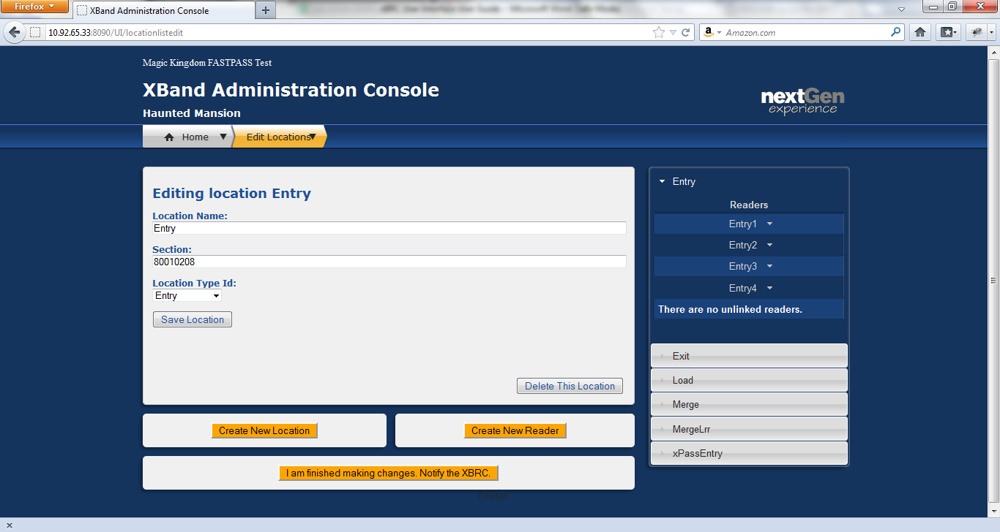 Firefox
XBand Administration Console
10.92.65.33:8090/UI/locationlistedit
Amazon.com
Magic Kingdom FASTPASS Test
XBand Administration Console
nextGen
experience
Haunted Mansion
Home
Edit Locations
Editing location Entry
Location Name:
Entry
Section:
80010208
Location Type Id:
Entry
Save Location
Delete This Location
Create New Location
Create New Reader
I am finished making changes. Notify the XBRC.
Footer
Entry
Readers
Entry1
Entry2
Entry3
Entry4
There are no unlinked readers.
Exit
Load
Merge
MergeLrr
xPassEntry